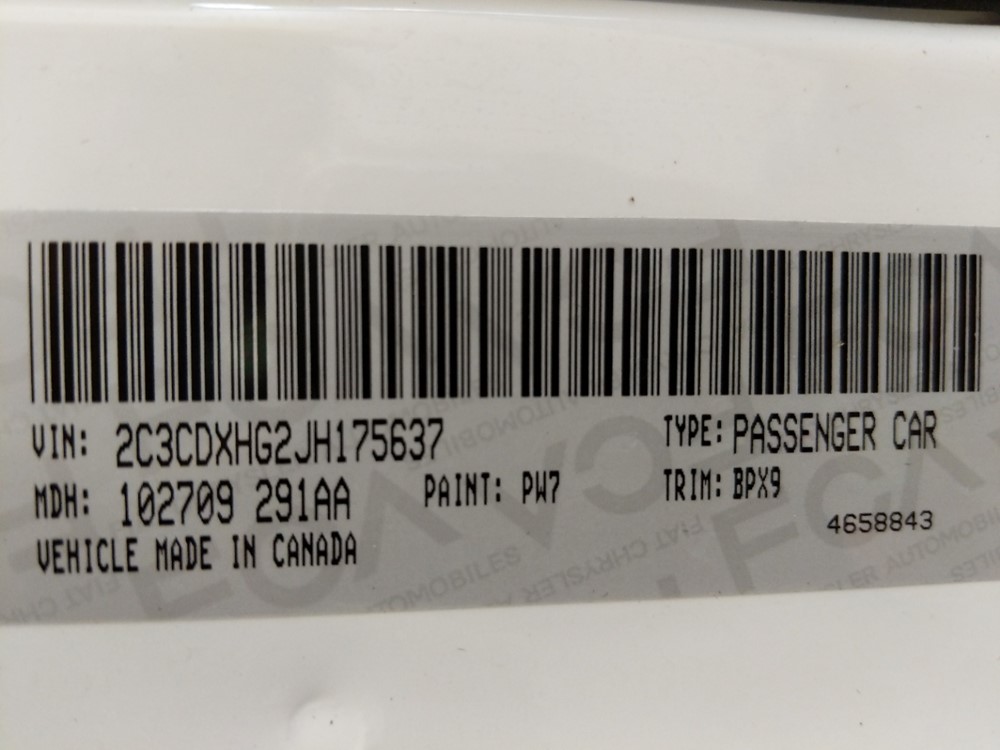 VIN: 2C3CDXHG2JH175637 TYPE: PASSENGER CAR
MDH: 102709 291AA PAINT: PW7 TRIM: BPX9
4658843
VEHICLE MADE IN CANADA